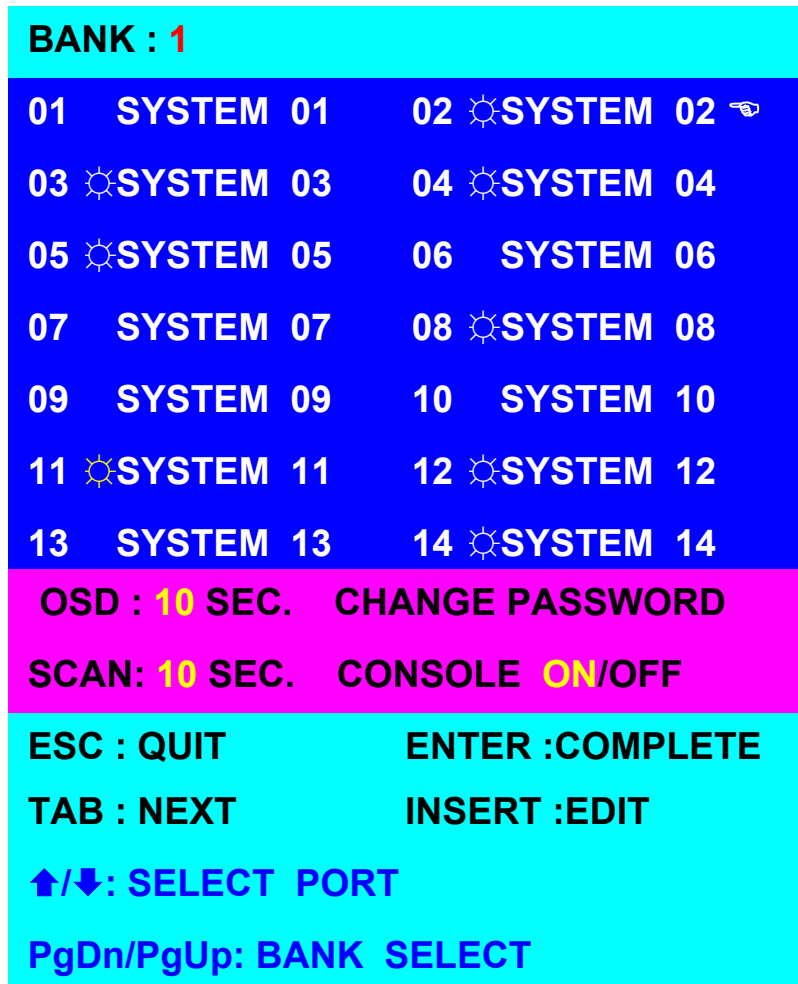 BANK : 1
01 SYSTEM 01 02 ☼SYSTEM 02 ☜
03 ☼SYSTEM 03 04 ☼SYSTEM 04
05 ☼SYSTEM 05 06 SYSTEM 06
07 SYSTEM 07 08 ☼SYSTEM 08
09 SYSTEM 09 10 SYSTEM 10
11 ☼SYSTEM 11 12 ☼SYSTEM 12
13 SYSTEM 13 14 ☼SYSTEM 14
OSD : 10 SEC. CHANGE PASSWORD
SCAN: 10 SEC. CONSOLE ON/OFF
ESC : QUIT ENTER :COMPLETE
TAB : NEXT INSERT :EDIT
🡅/🡇: SELECT PORT
PgDn/PgUp: BANK SELECT